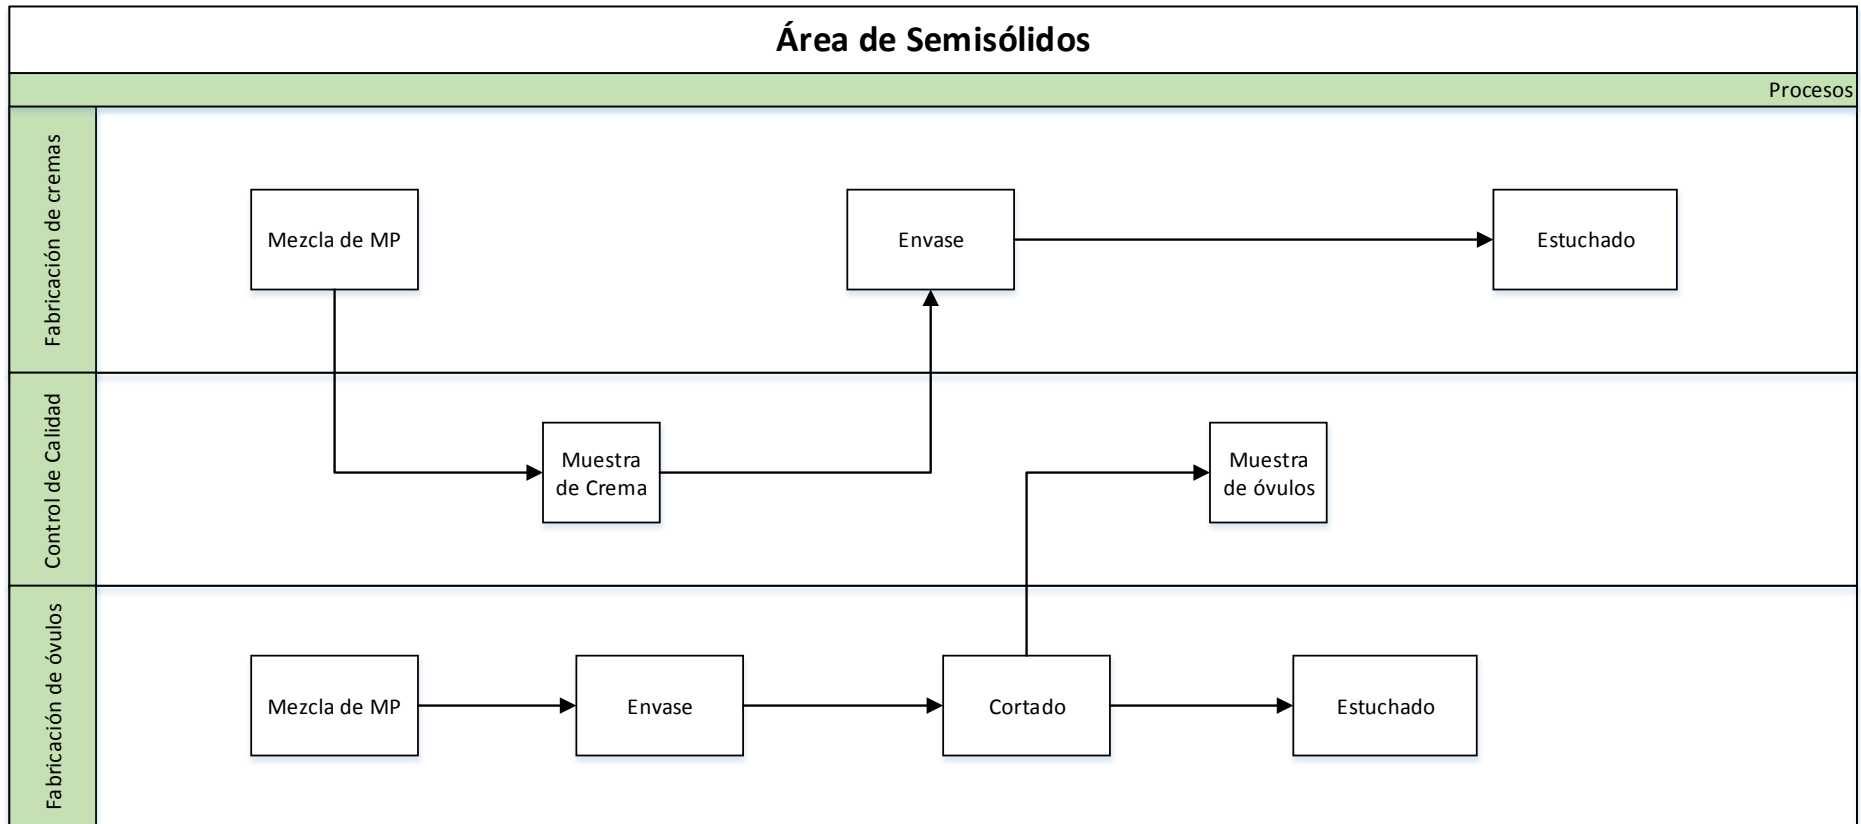 Área de Semisólidos
Procesos
Fabricación de cremas
Mezcla de MP
Envase
Estuchado
Control de Calidad
Muestra
de Crema
Muestra
de óvulos
Fabricación de óvulos
Mezcla de MP
Envase
Cortado
Estuchado